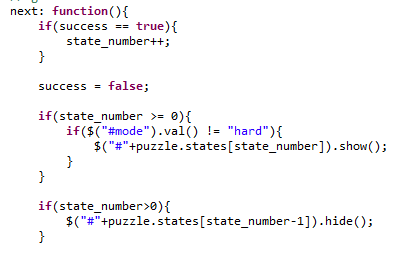 next: function(){
    if(success == true){
        state_number++;
    }

    success = false;

    if(state_number >= 0){
        if($("#mode").val() != "hard"){
            $("#"+puzzle.states[state_number]).show();
        }
    }

    if(state_number>0){
        $("#"+puzzle.states[state_number-1]).hide();
    }